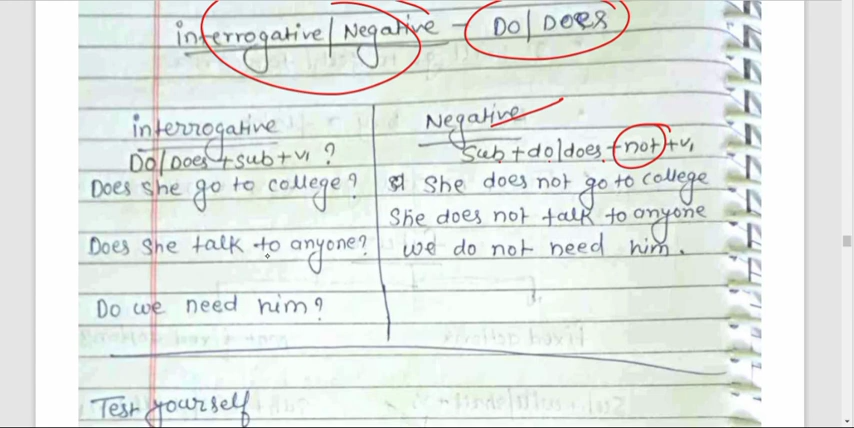 interrogative/Negative - Do/Does
interrogative
Do/Does + sub + v₁ ?
Does she go to college?
Does she talk to anyone?
Do we need him?
Negative
Sub + do/does + not + v₁
She does not go to college
She does not talk to anyone
we do not need him.
Test yourself